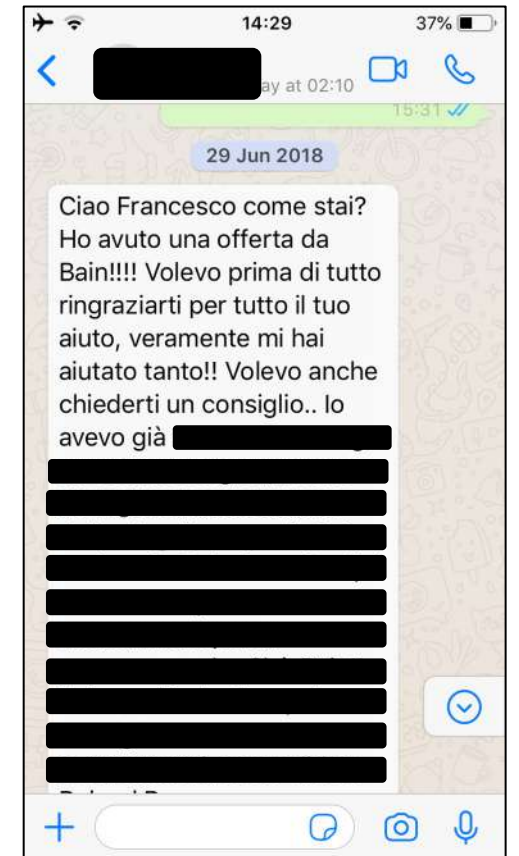 14:29
37%
ay at 02:10
15:31
29 Jun 2018
Ciao Francesco come stai?
Ho avuto una offerta da
Bain!!!! Volevo prima di tutto
ringraziarti per tutto il tuo
aiuto, veramente mi hai
aiutato tanto!! Volevo anche
chiederti un consiglio.. Io
avevo già